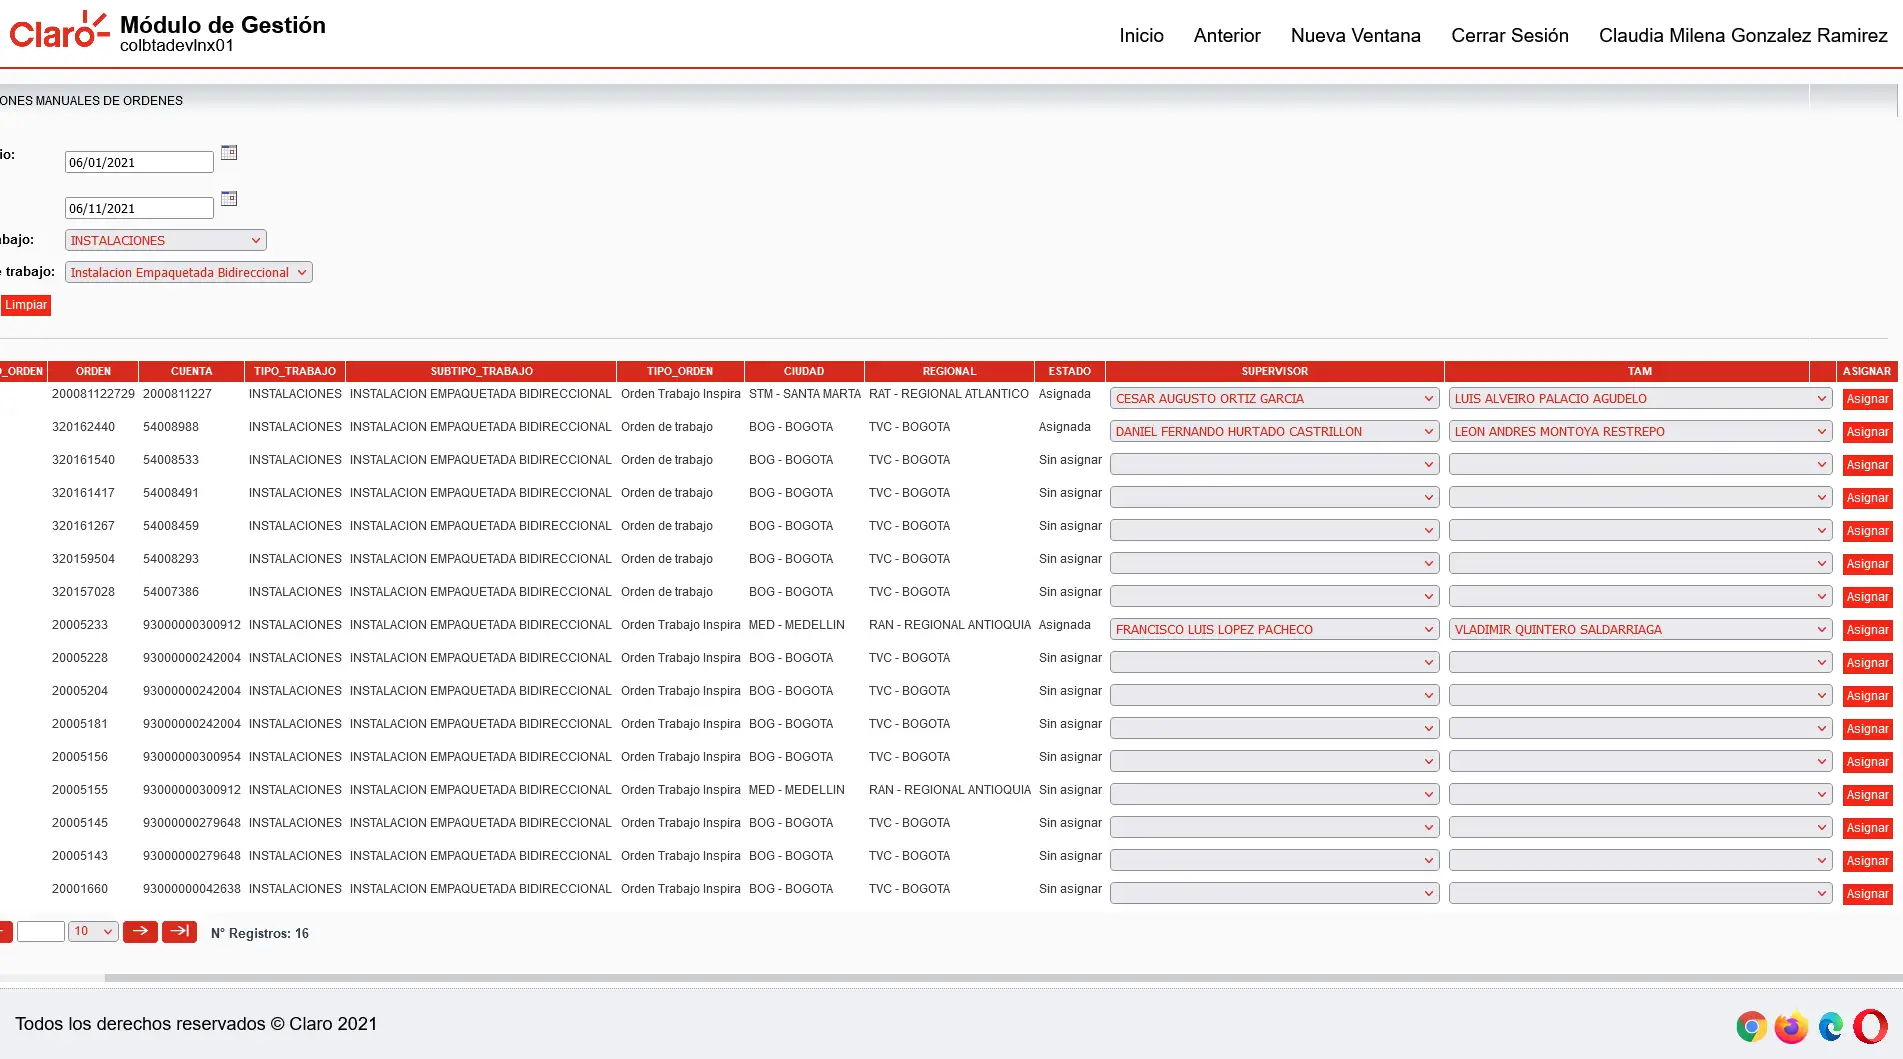 Claro
Módulo de Gestión
colbtadevlnx01
Inicio Anterior Nueva Ventana Cerrar Sesión Claudia Milena Gonzalez Ramirez
ONES MANUALES DE ORDENES
io:
06/01/2021
06/11/2021
bajo: INSTALACIONES
trabajo: Instalacion Empaquetada Bidireccional
Limpiar
_ORDEN ORDEN CUENTA TIPO_TRABAJO SUBTIPO_TRABAJO TIPO_ORDEN CIUDAD REGIONAL ESTADO SUPERVISOR TAM ASIGNAR
200081122729 2000811227 INSTALACIONES INSTALACION EMPAQUETADA BIDIRECCIONAL Orden Trabajo Inspira STM - SANTA MARTA RAT - REGIONAL ATLANTICO Asignada CESAR AUGUSTO ORTIZ GARCIA LUIS ALVEIRO PALACIO AGUDELO Asignar
320162440 54008988 INSTALACIONES INSTALACION EMPAQUETADA BIDIRECCIONAL Orden de trabajo BOG - BOGOTA TVC - BOGOTA Asignada DANIEL FERNANDO HURTADO CASTRILLON LEON ANDRES MONTOYA RESTREPO Asignar
320161540 54008533 INSTALACIONES INSTALACION EMPAQUETADA BIDIRECCIONAL Orden de trabajo BOG - BOGOTA TVC - BOGOTA Sin asignar Asignar
320161417 54008491 INSTALACIONES INSTALACION EMPAQUETADA BIDIRECCIONAL Orden de trabajo BOG - BOGOTA TVC - BOGOTA Sin asignar Asignar
320161267 54008459 INSTALACIONES INSTALACION EMPAQUETADA BIDIRECCIONAL Orden de trabajo BOG - BOGOTA TVC - BOGOTA Sin asignar Asignar
320159504 54008293 INSTALACIONES INSTALACION EMPAQUETADA BIDIRECCIONAL Orden de trabajo BOG - BOGOTA TVC - BOGOTA Sin asignar Asignar
320157028 54007386 INSTALACIONES INSTALACION EMPAQUETADA BIDIRECCIONAL Orden de trabajo BOG - BOGOTA TVC - BOGOTA Sin asignar Asignar
20005233 93000000300912 INSTALACIONES INSTALACION EMPAQUETADA BIDIRECCIONAL Orden Trabajo Inspira MED - MEDELLIN RAN - REGIONAL ANTIOQUIA Asignada FRANCISCO LUIS LOPEZ PACHECO VLADIMIR QUINTERO SALDARRIAGA Asignar
20005228 93000000242004 INSTALACIONES INSTALACION EMPAQUETADA BIDIRECCIONAL Orden Trabajo Inspira BOG - BOGOTA TVC - BOGOTA Sin asignar Asignar
20005204 93000000242004 INSTALACIONES INSTALACION EMPAQUETADA BIDIRECCIONAL Orden Trabajo Inspira BOG - BOGOTA TVC - BOGOTA Sin asignar Asignar
20005181 93000000242004 INSTALACIONES INSTALACION EMPAQUETADA BIDIRECCIONAL Orden Trabajo Inspira BOG - BOGOTA TVC - BOGOTA Sin asignar Asignar
20005156 93000000300954 INSTALACIONES INSTALACION EMPAQUETADA BIDIRECCIONAL Orden Trabajo Inspira BOG - BOGOTA TVC - BOGOTA Sin asignar Asignar
20005155 93000000300912 INSTALACIONES INSTALACION EMPAQUETADA BIDIRECCIONAL Orden Trabajo Inspira MED - MEDELLIN RAN - REGIONAL ANTIOQUIA Sin asignar Asignar
20005145 93000000279648 INSTALACIONES INSTALACION EMPAQUETADA BIDIRECCIONAL Orden Trabajo Inspira BOG - BOGOTA TVC - BOGOTA Sin asignar Asignar
20005143 93000000279648 INSTALACIONES INSTALACION EMPAQUETADA BIDIRECCIONAL Orden Trabajo Inspira BOG - BOGOTA TVC - BOGOTA Sin asignar Asignar
20001660 93000000042638 INSTALACIONES INSTALACION EMPAQUETADA BIDIRECCIONAL Orden Trabajo Inspira BOG - BOGOTA TVC - BOGOTA Sin asignar Asignar
10 N° Registros: 16
Todos los derechos reservados © Claro 2021